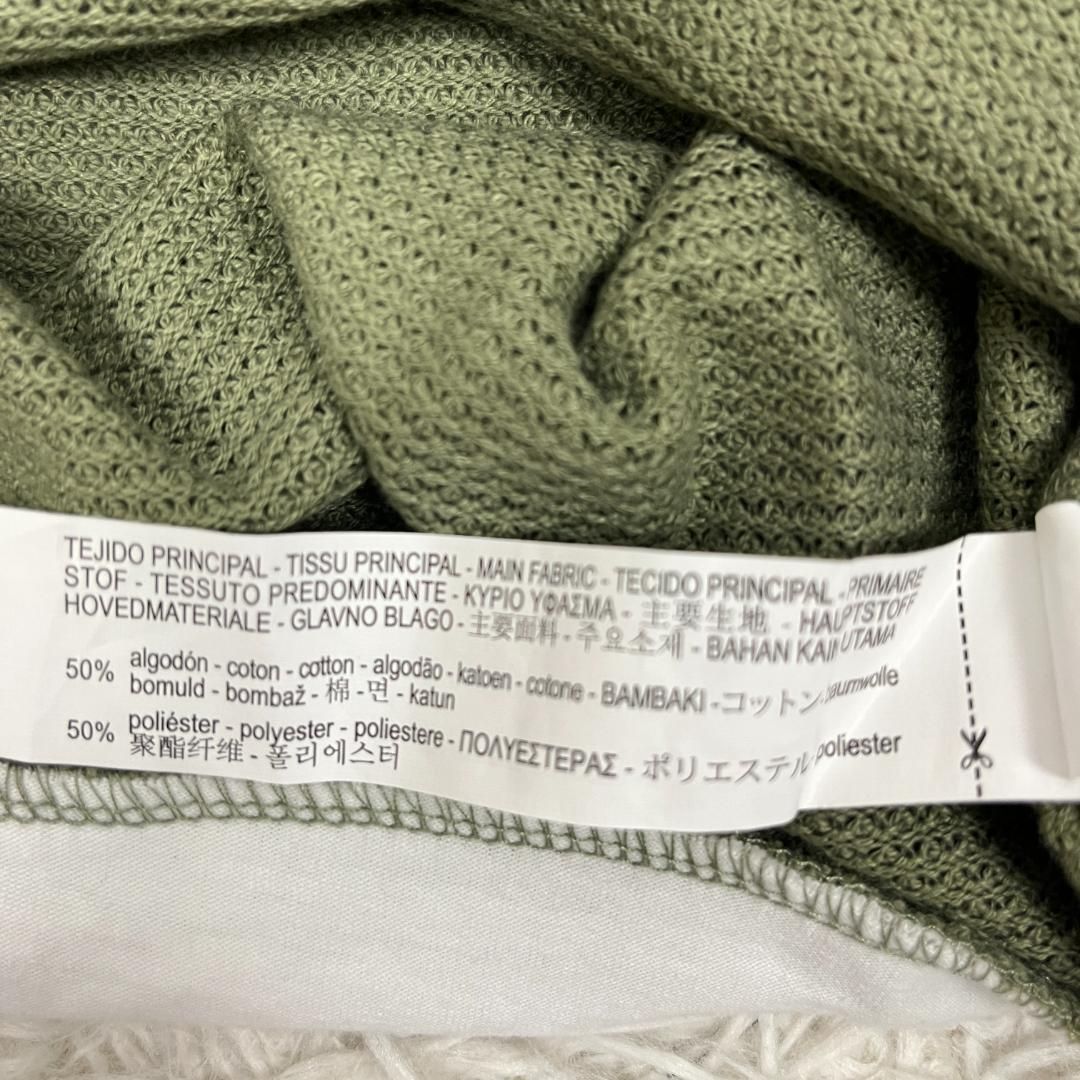 TEJIDO PRINCIPAL - TISSU PRINCIPAL - MAIN FABRIC - TECIDO PRINCIPAL - PRIMAIRE
STOF - TESSUTO PREDOMINANTE - ΚΥΡΙΟ ΥΦΑΣΜΑ - 主要生地 - HAUPTSTOFF
HOVEDMATERIALE - GLAVNO BLAGO - 主要面料 - 주요소재 - BAHAN KAIN UTAMA
50% algodón - coton - cotton - algodão - katoen - cotone - BAMBAKI - コットン -
bomuld - bombaž - 棉 - 면 - katun
50% poliéster - polyester - poliestere - ΠΟΛΥΕΣΤΕΡΑΣ - ポリエステル - poliester
聚酯纤维 - 폴리에스터